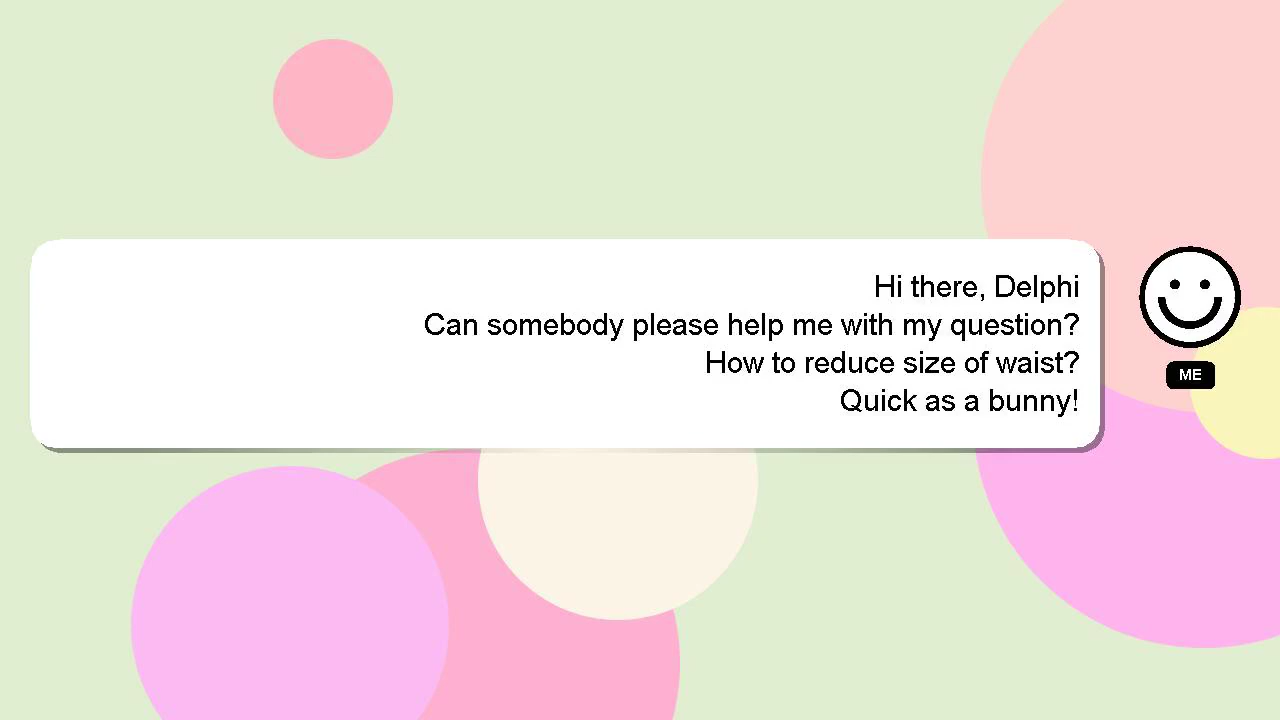 Hi there, Delphi
Can somebody please help me with my question?
How to reduce size of waist?
Quick as a bunny!
ME